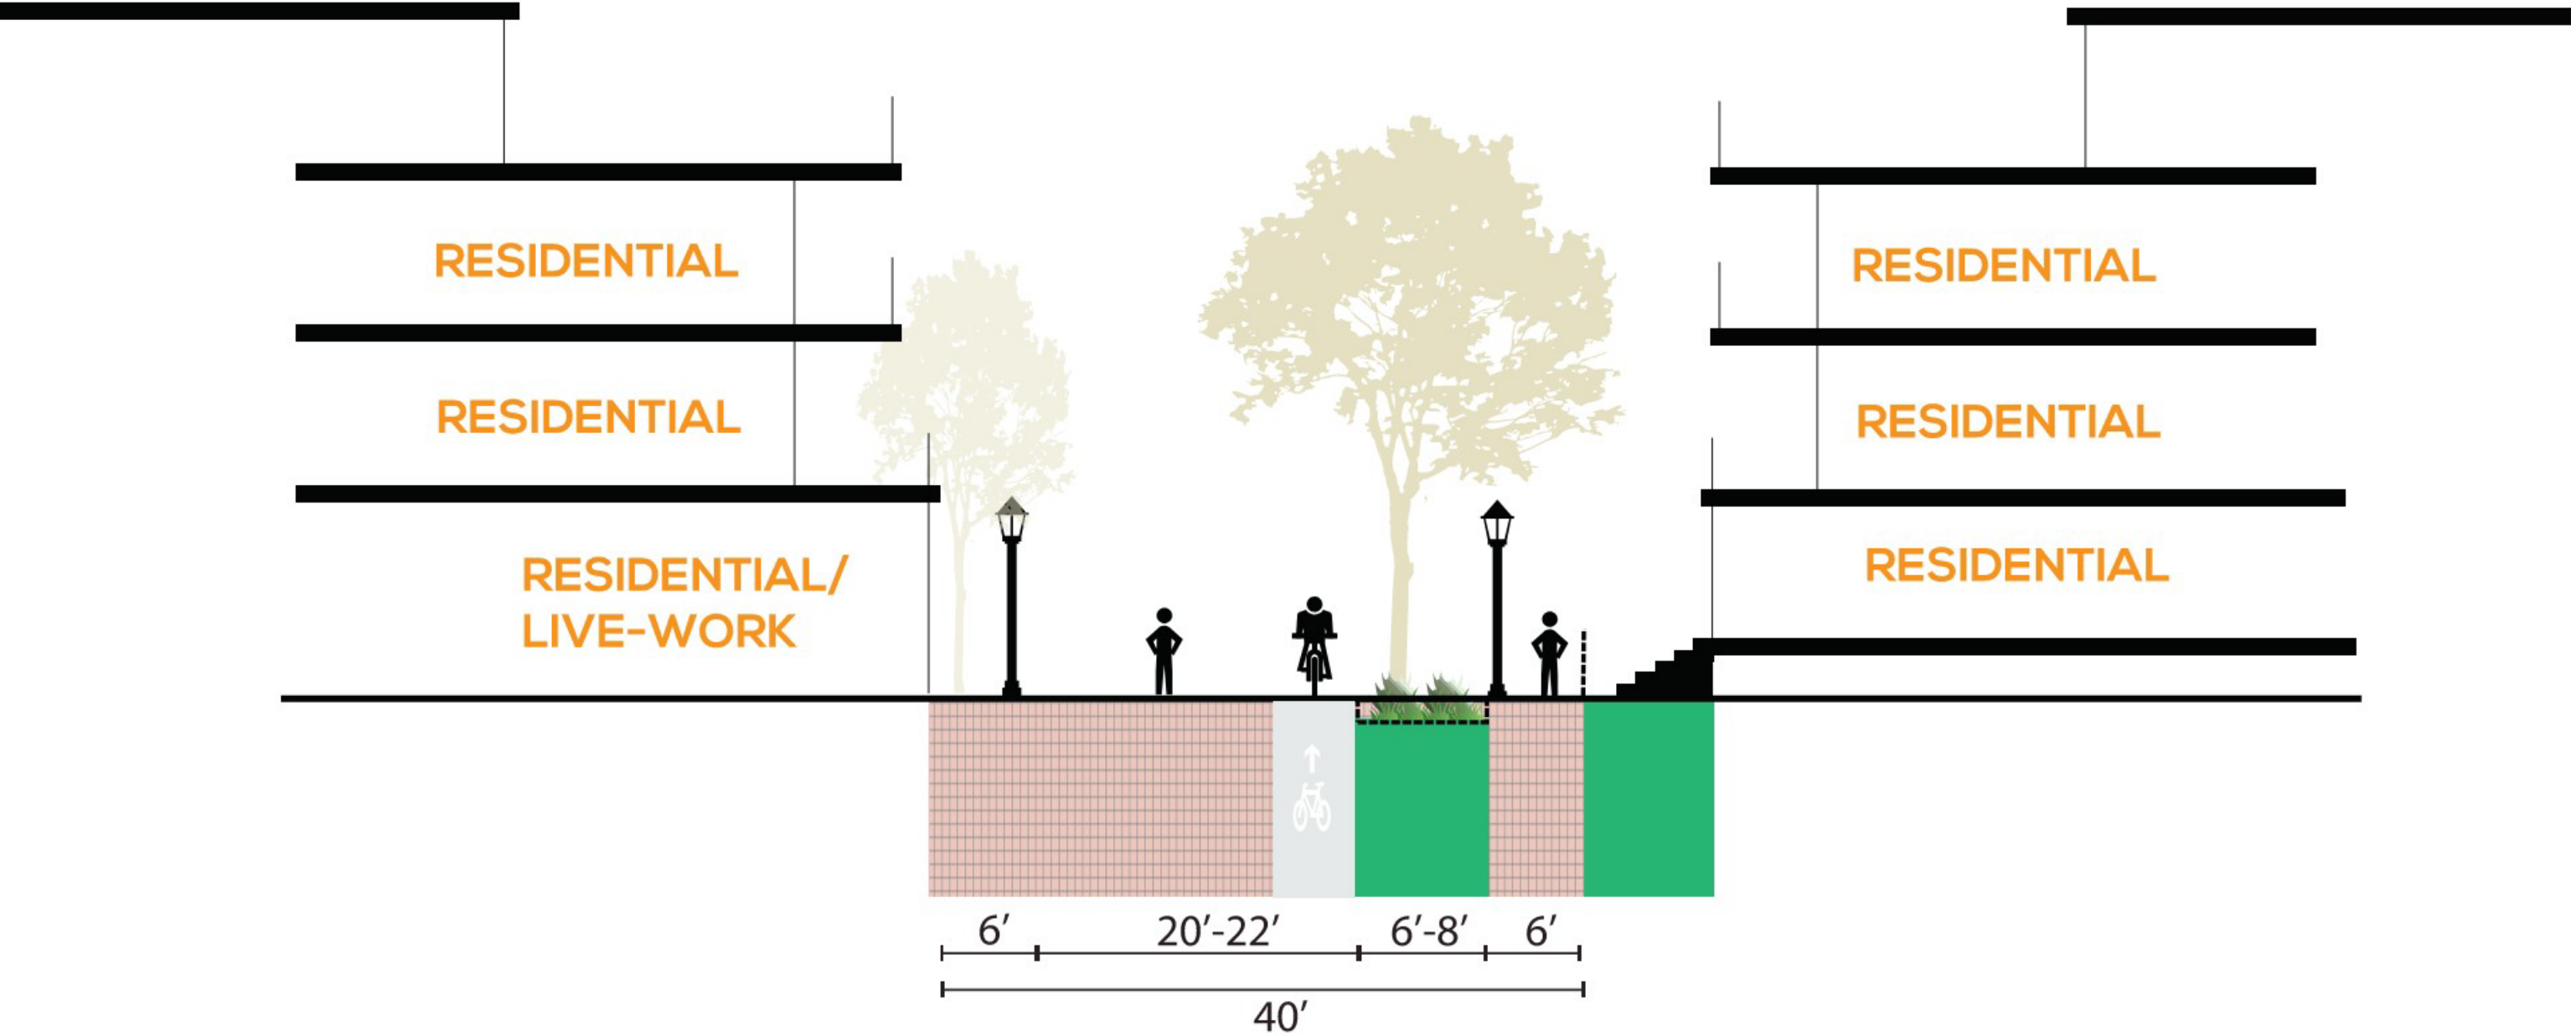 RESIDENTIAL
RESIDENTIAL
RESIDENTIAL/
LIVE-WORK
RESIDENTIAL
RESIDENTIAL
RESIDENTIAL
6′
20′-22′
6′-8′
6′
40′